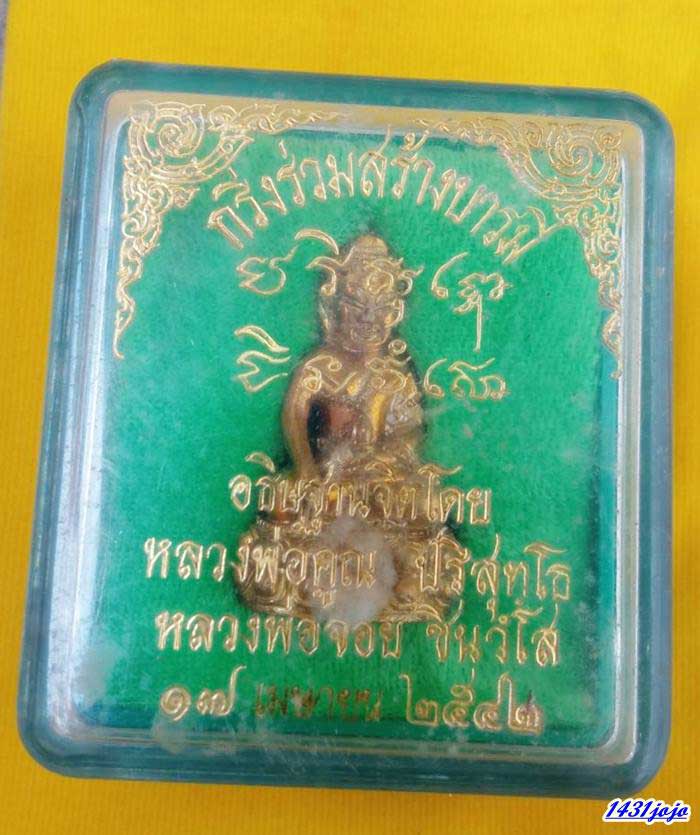 กริ่งร่วมสร้างบารมี
อธิษฐานจิตโดย
หลวงพ่อคูณ ปริสุทฺโธ
หลวงพ่อจ้อย ชินวํโส
๑๗ เมษายน ๒๕๔๒
1431jojo